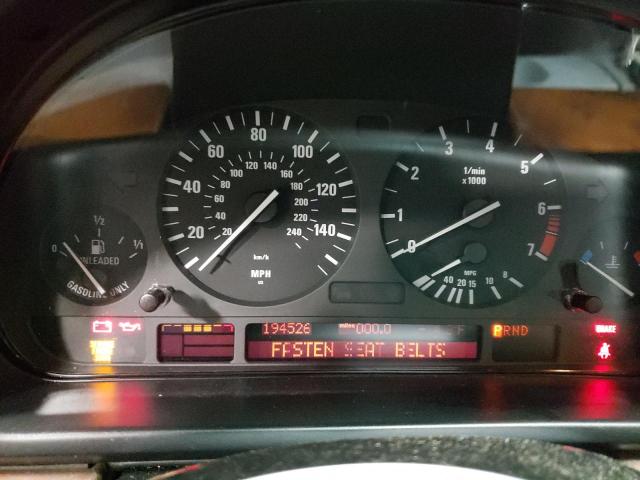 20 40 60 80 100 120 140
20 40 60 80 100 120 140 160 180 200 220 240
km/h
MPH
0 1 2 3 4 5 6 7
1/min
x1000
MPG
40 20 15 10 8
0 1/2 1/1
UNLEADED
GASOLINE ONLY
194526 miles 000.0 F
FASTEN SEAT BELTS
PRND
BRAKE